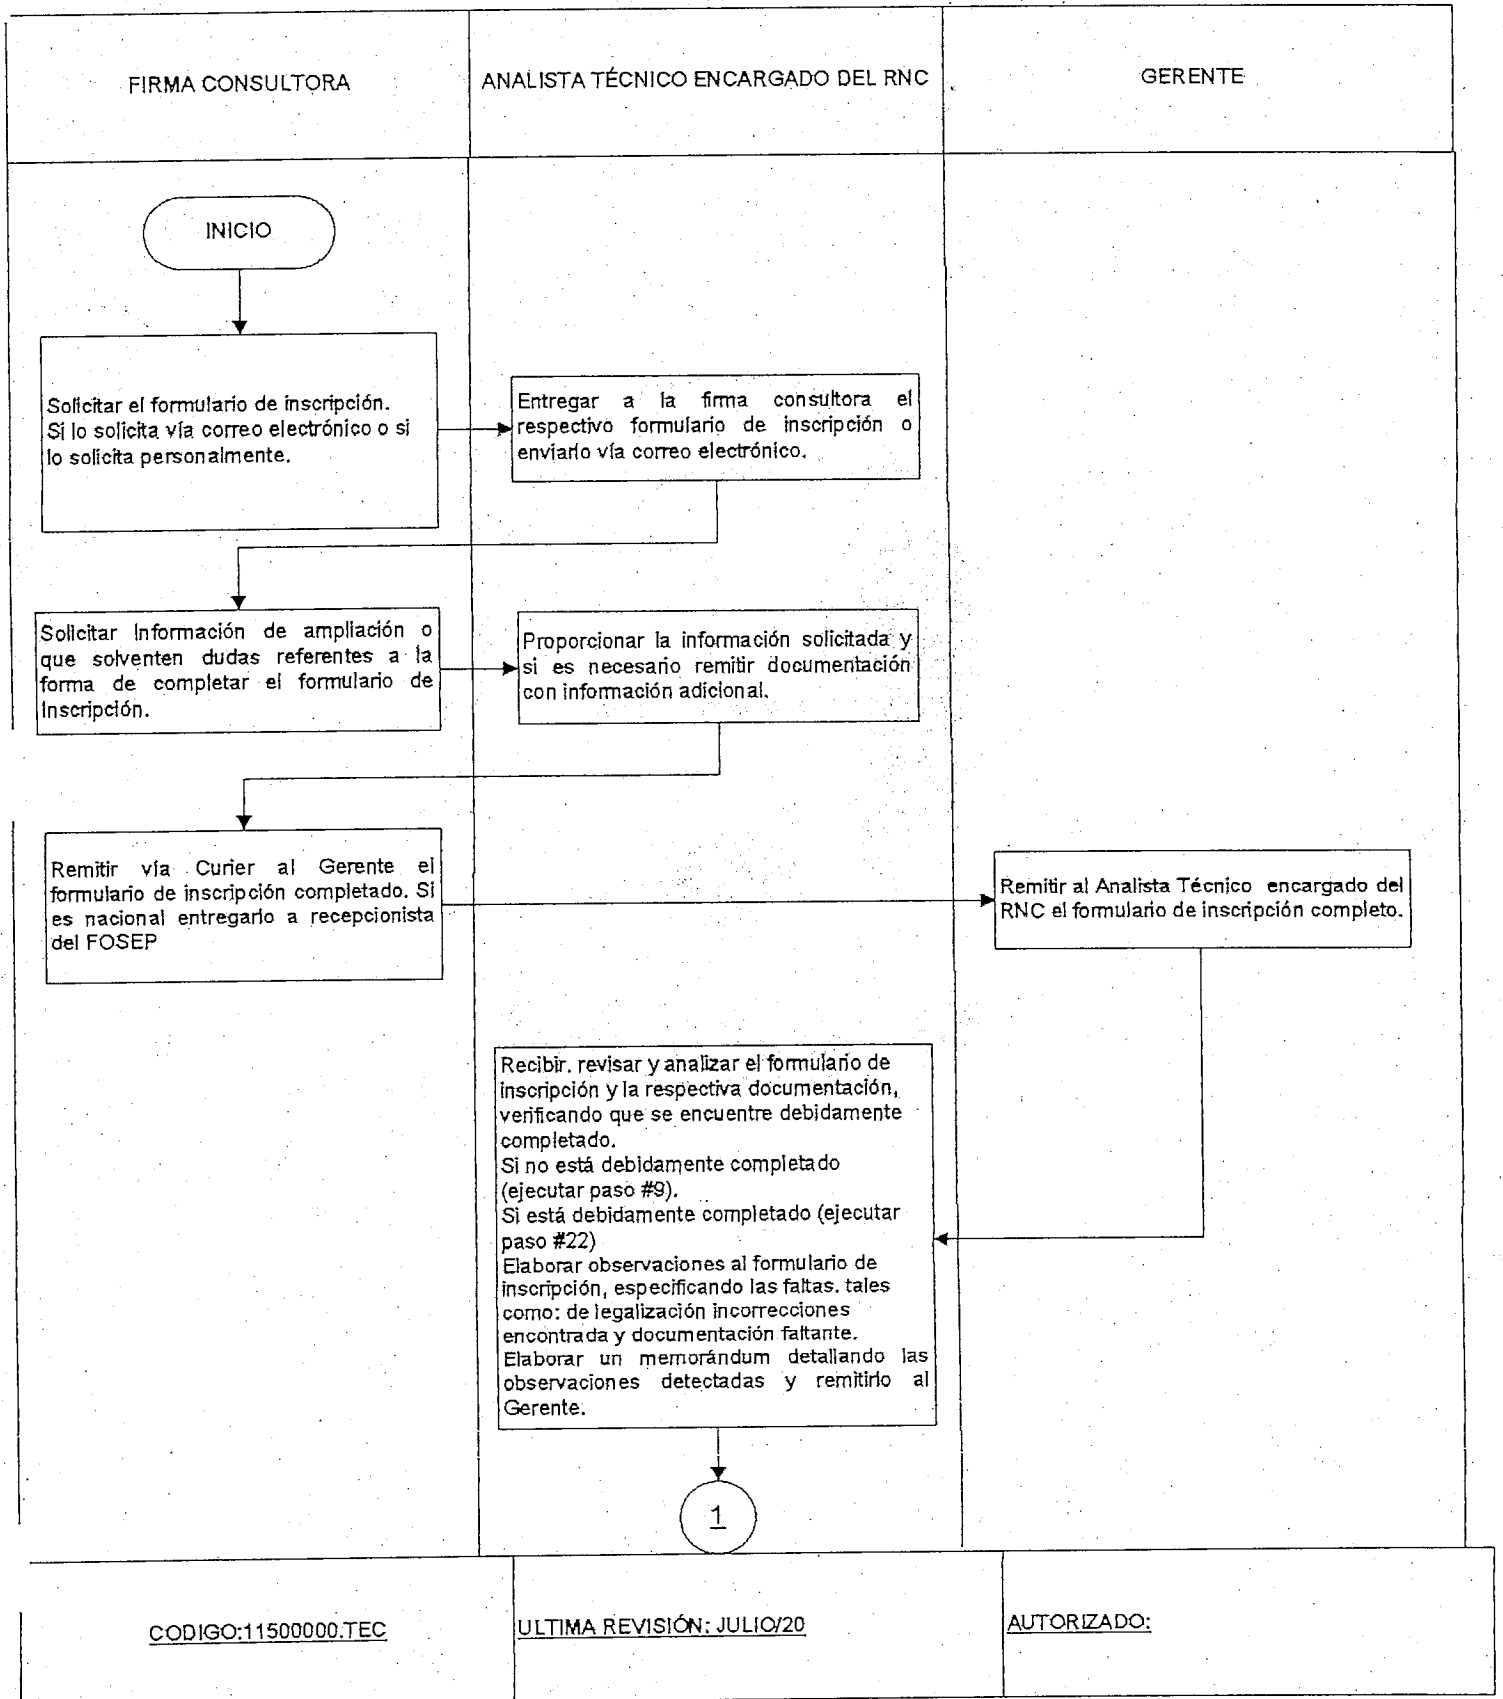 FIRMA CONSULTORA
ANALISTA TÉCNICO ENCARGADO DEL RNC
GERENTE
INICIO
Solicitar el formulario de inscripción.
Si lo solicita vía correo electrónico o si
lo solicita personalmente.
Entregar a la firma consultora el
respectivo formulario de inscripción o
enviarlo vía correo electrónico.
Solicitar Información de ampliación o
que solventen dudas referentes a la
forma de completar el formulario de
Inscripción.
Proporcionar la información solicitada y
si es necesario remitir documentación
con información adicional.
Remitir vía Curier al Gerente el
formulario de inscripción completado. Si
es nacional entregarlo a recepcionista
del FOSEP
Remitir al Analista Técnico encargado del
RNC el formulario de inscripción completo.
Recibir. revisar y analizar el formulario de
inscripción y la respectiva documentación,
verificando que se encuentre debidamente
completado.
Si no está debidamente completado
(ejecutar paso #9).
Si está debidamente completado (ejecutar
paso #22)
Elaborar observaciones al formulario de
inscripción, especificando las faltas. tales
como: de legalización incorrecciones
encontrada y documentación faltante.
Elaborar un memorándum detallando las
observaciones detectadas y remitirlo al
Gerente.
1
CODIGO:11500000.TEC
ULTIMA REVISIÓN: JULIO/20
AUTORIZADO: